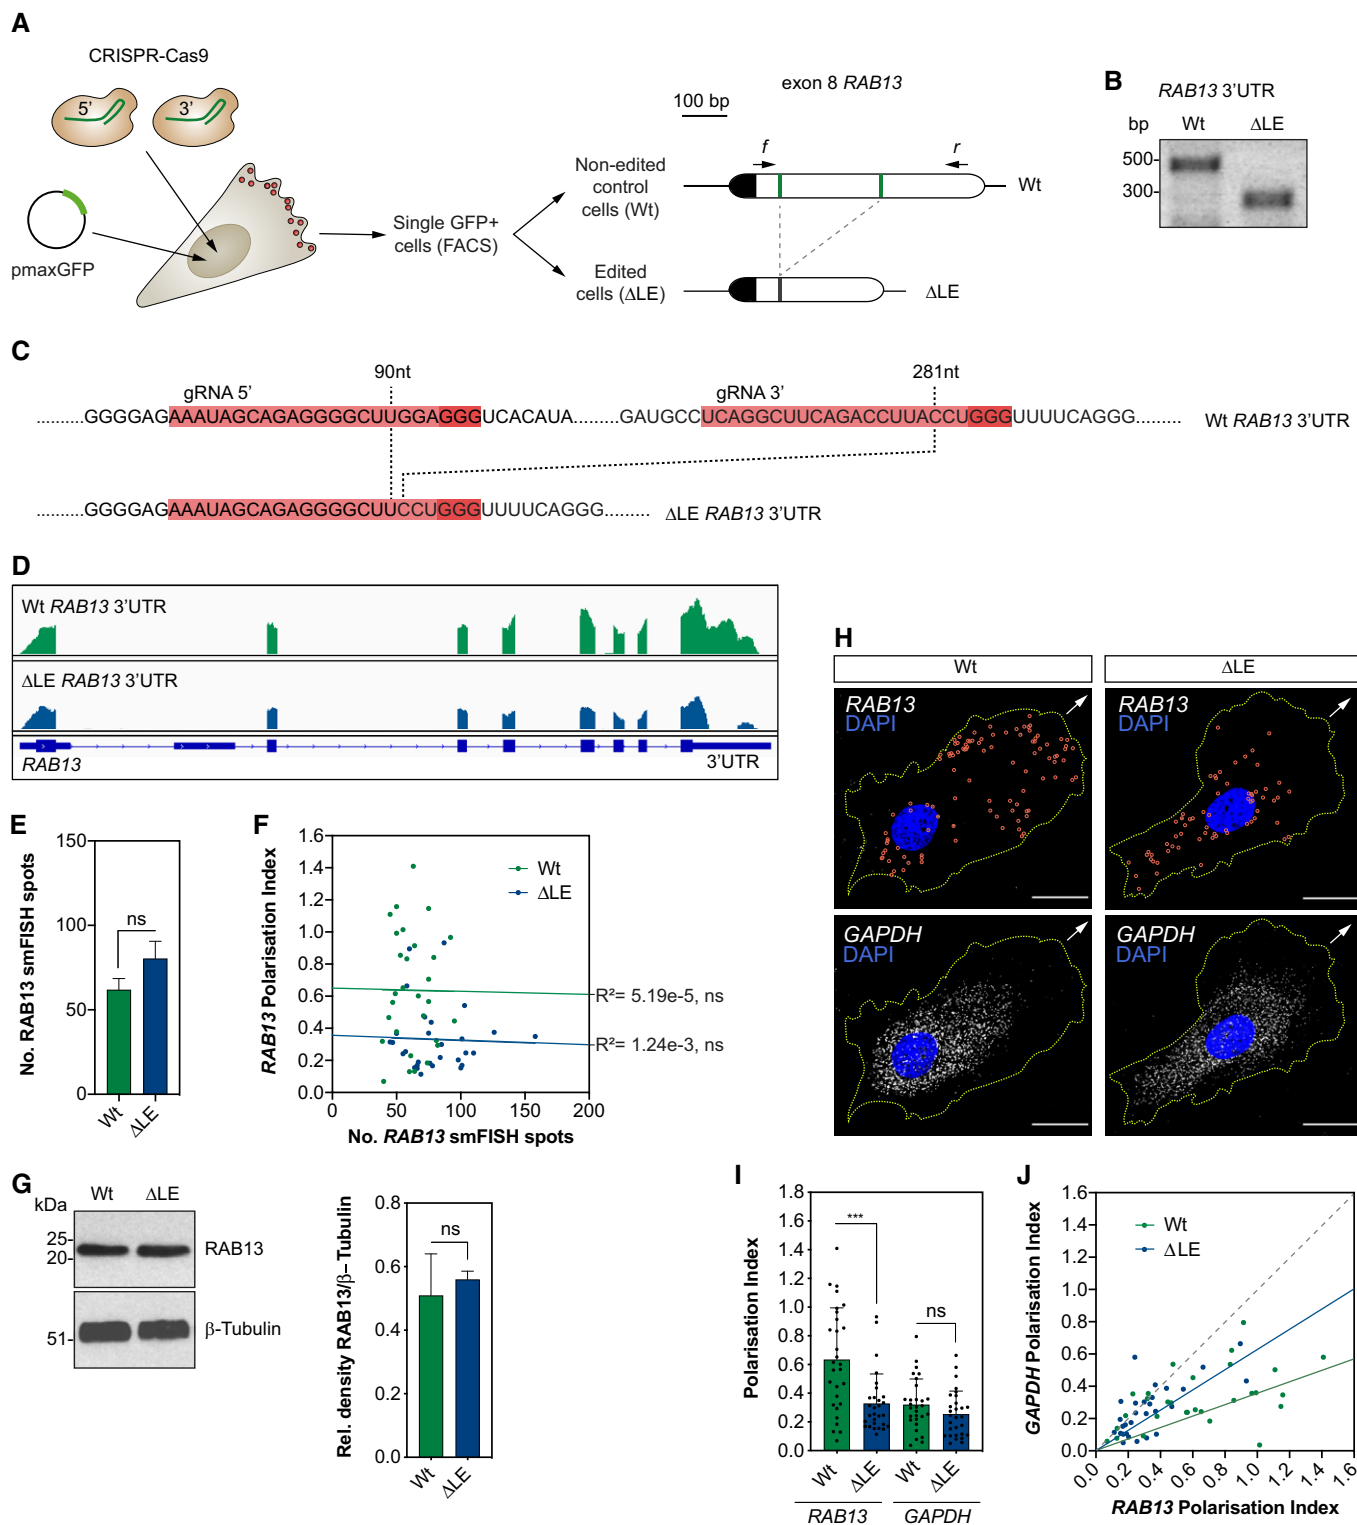 A
CRISPR-Cas9
5’
3’
pmaxGFP
Single GFP+
cells (FACS)
Non-edited
control
cells (Wt)
Edited
cells (ΔLE)
exon 8 RAB13
100 bp
f
r
Wt
ΔLE
B
RAB13 3’UTR
bp
Wt
ΔLE
500
300
C
90nt
281nt
gRNA 5’
gRNA 3’
..........GGGGAGAAAUAGCAGAGGGGCUUGGAGGGUCACAUA.........GAUGCCUCAGGCUUCAGACCUUACCUGGGUUUUCAGGG.........
Wt RAB13 3’UTR
..........GGGGAGAAAUAGCAGAGGGGCUUCCUGGGUUUUCAGGG.........
ΔLE RAB13 3’UTR
D
Wt RAB13 3’UTR
ΔLE RAB13 3’UTR
RAB13
3’UTR
E
No. RAB13 smFISH spots
150
100
50
0
ns
Wt
ΔLE
F
RAB13 Polarisation Index
1.6
1.4
1.2
1.0
0.8
0.6
0.4
0.2
0.0
Wt
ΔLE
R²= 5.19e-5, ns
R²= 1.24e-3, ns
0
50
100
150
200
No. RAB13 smFISH spots
G
kDa
Wt
ΔLE
25
20
RAB13
51
β-Tubulin
Rel. density RAB13/β–Tubulin
0.8
0.6
0.4
0.2
0.0
ns
Wt
ΔLE
H
Wt
ΔLE
RAB13
DAPI
RAB13
DAPI
GAPDH
DAPI
GAPDH
DAPI
I
Polarisation Index
1.8
1.6
1.4
1.2
1.0
0.8
0.6
0.4
0.2
0.0
***
ns
Wt
ΔLE
Wt
ΔLE
RAB13
GAPDH
J
GAPDH Polarisation Index
1.6
1.4
1.2
1.0
0.8
0.6
0.4
0.2
0.0
Wt
ΔLE
0.0
0.2
0.4
0.6
0.8
1.0
1.2
1.4
1.6
RAB13 Polarisation Index